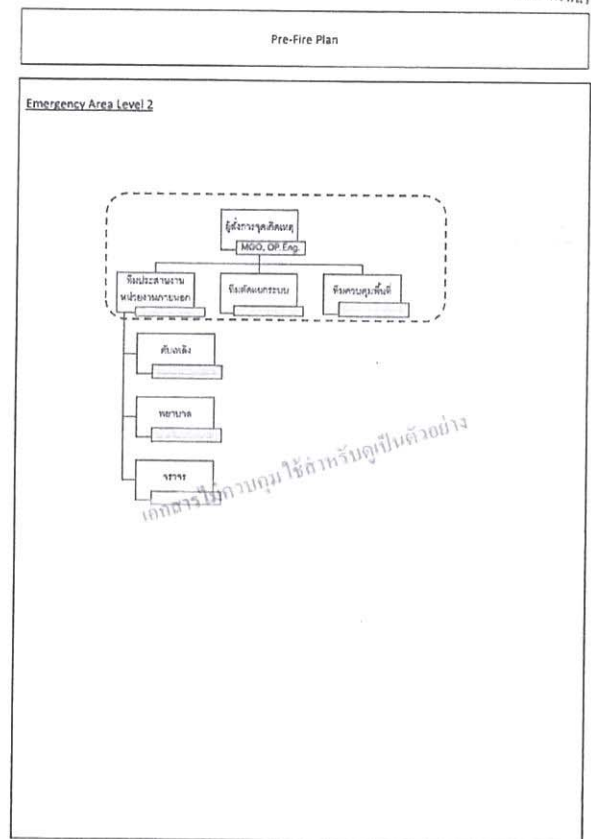 Pre-Fire Plan
Emergency Area Level 2
ผู้สั่งการจุดเกิดเหตุ
MGO, OP.Eng.
ทีมประสานงาน
หน่วยงานภายนอก
ทีมตัดแยกระบบ
ทีมควบคุมพื้นที่
ดับเพลิง
พยาบาล
จราจร
เอกสารไม่ควบคุม ใช้สำหรับดูเป็นตัวอย่าง